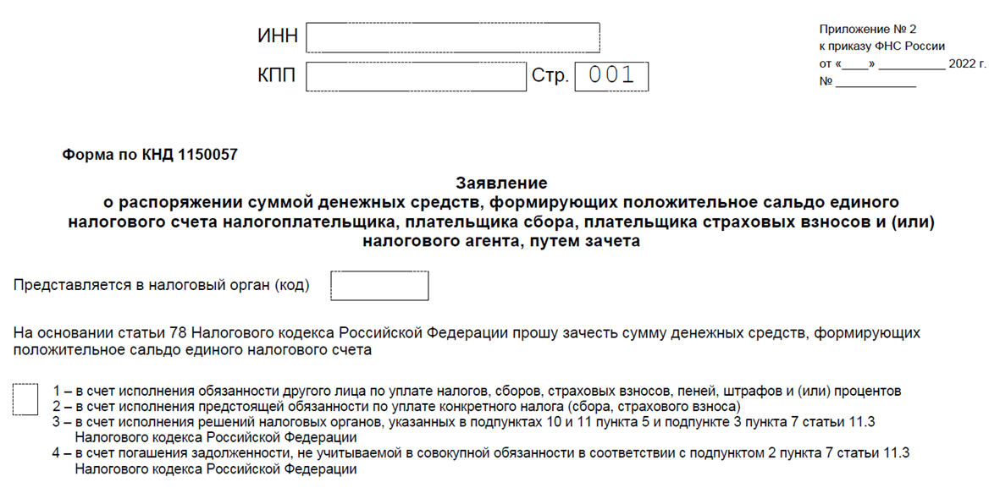 ИНН
КПП
Стр. 001
Приложение № 2
к приказу ФНС России
от «____» ___________ 2022 г.
№ _____________
Форма по КНД 1150057
Заявление
о распоряжении суммой денежных средств, формирующих положительное сальдо единого
налогового счета налогоплательщика, плательщика сбора, плательщика страховых взносов и (или)
налогового агента, путем зачета
Представляется в налоговый орган (код)
На основании статьи 78 Налогового кодекса Российской Федерации прошу зачесть сумму денежных средств, формирующих
положительное сальдо единого налогового счета
1 – в счет исполнения обязанности другого лица по уплате налогов, сборов, страховых взносов, пеней, штрафов и (или) процентов
2 – в счет исполнения предстоящей обязанности по уплате конкретного налога (сбора, страхового взноса)
3 – в счет исполнения решений налоговых органов, указанных в подпунктах 10 и 11 пункта 5 и подпункте 3 пункта 7 статьи 11.3
Налогового кодекса Российской Федерации
4 – в счет погашения задолженности, не учитываемой в совокупной обязанности в соответствии с подпунктом 2 пункта 7 статьи 11.3
Налогового кодекса Российской Федерации